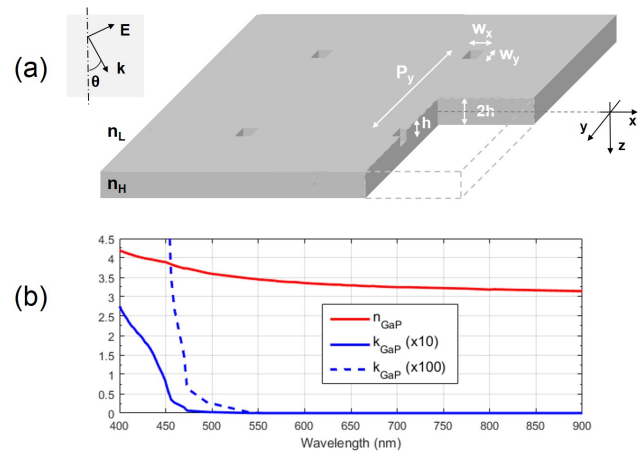 (a)
E
k
θ
W_x
W_y
P_y
2h
h
n_L
n_H
x
y
z
(b)
4.5
4
3.5
3
2.5
2
1.5
1
0.5
0
n_GaP
k_GaP (x10)
k_GaP (x100)
400 450 500 550 600 650 700 750 800 850 900
Wavelength (nm)